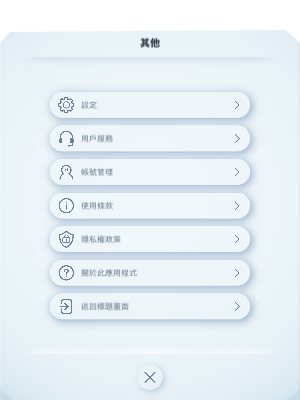 其他
設定
用戶服務
帳號管理
使用條款
隱私權政策
關於此應用程式
返回標題畫面